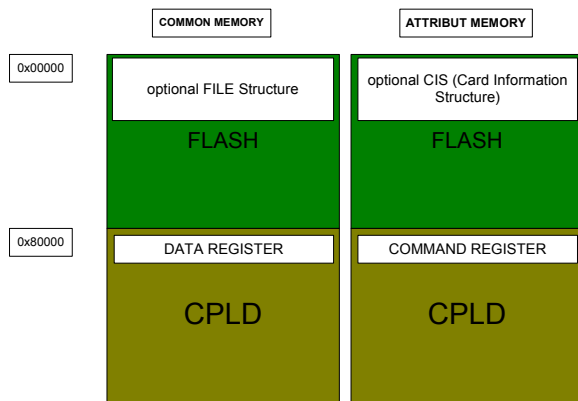 COMMON MEMORY
ATTRIBUT MEMORY
0x00000
optional FILE Structure
optional CIS (Card Information
Structure)
FLASH
FLASH
0x80000
DATA REGISTER
COMMAND REGISTER
CPLD
CPLD